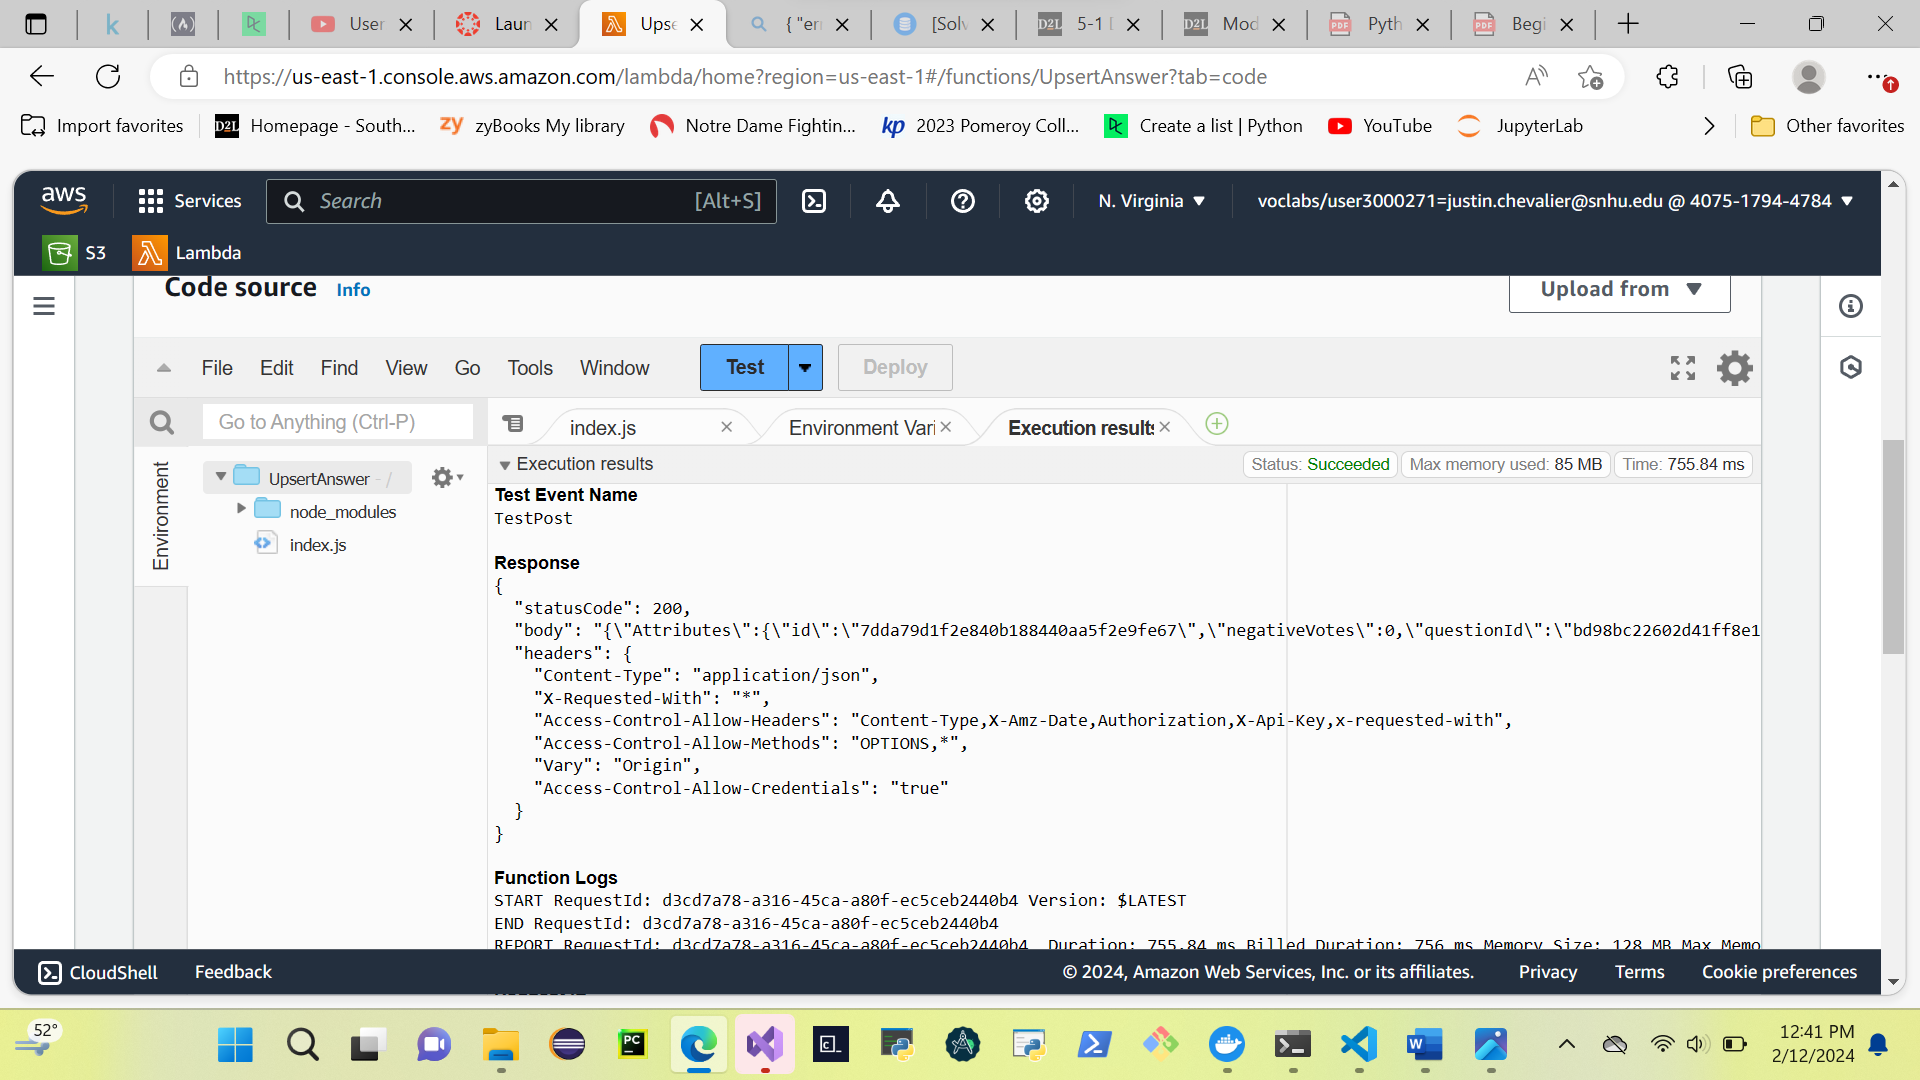 User
Laun
Upse
{ "err
[Solv
5-1 D
Mod
Pyth
Begi
https://us-east-1.console.aws.amazon.com/lambda/home?region=us-east-1#/functions/UpsertAnswer?tab=code
Import favorites
D2L Homepage - South...
zy zyBooks My library
Notre Dame Fightin...
kp 2023 Pomeroy Coll...
Create a list | Python
YouTube
JupyterLab
Other favorites
aws
Services
Search [Alt+S]
N. Virginia
voclabs/user3000271=justin.chevalier@snhu.edu @ 4075-1794-4784
S3
Lambda
Code source Info
Upload from
File Edit Find View Go Tools Window
Test
Deploy
Go to Anything (Ctrl-P)
index.js
Environment Vari
Execution results
Environment
UpsertAnswer - /
node_modules
index.js
Execution results
Status: Succeeded
Max memory used: 85 MB
Time: 755.84 ms
Test Event Name
TestPost
Response
{
"statusCode": 200,
"body": "{\"Attributes\":{\"id\":\"7dda79d1f2e840b188440aa5f2e9fe67\",\"negativeVotes\":0,\"questionId\":\"bd98bc22602d41ff8e1
"headers": {
"Content-Type": "application/json",
"X-Requested-With": "*",
"Access-Control-Allow-Headers": "Content-Type,X-Amz-Date,Authorization,X-Api-Key,x-requested-with",
"Access-Control-Allow-Methods": "OPTIONS,*",
"Vary": "Origin",
"Access-Control-Allow-Credentials": "true"
}
}
Function Logs
START RequestId: d3cd7a78-a316-45ca-a80f-ec5ceb2440b4 Version: $LATEST
END RequestId: d3cd7a78-a316-45ca-a80f-ec5ceb2440b4
REPORT RequestId: d3cd7a78-a316-45ca-a80f-ec5ceb2440b4 Duration: 755.84 ms Billed Duration: 756 ms Memory Size: 128 MB Max Memo
CloudShell
Feedback
© 2024, Amazon Web Services, Inc. or its affiliates.
Privacy
Terms
Cookie preferences
52°
12:41 PM
2/12/2024